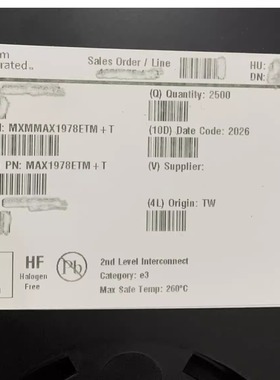 m
rated™
Sales Order / Line
HU:
DN:
(Q) Quantity: 2500
N: MXMMAX1978ETM+T
(10D) Date Code: 2026
PN: MAX1978ETM+T
(V) Supplier:
(4L) Origin: TW
HF
Halogen
Free
Pb
2nd Level Interconnect
Category: e3
Max Safe Temp: 260°C